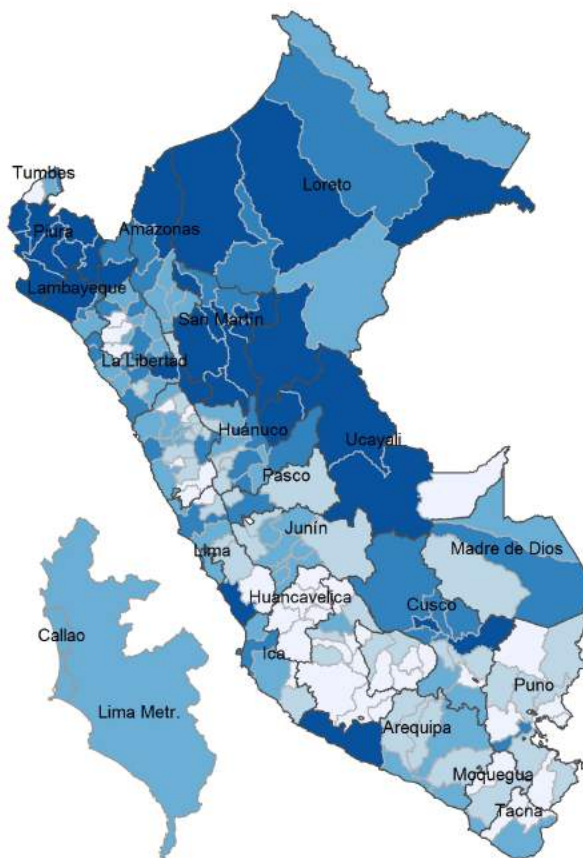 Tumbes
Loreto
Piura
Amazonas
Lambayeque
San Martín
La Libertad
Huánuco
Ucayali
Pasco
Junín
Lima
Madre de Dios
Huancavelica
Cusco
Callao
Ica
Puno
Lima Metr.
Arequipa
Moquegua
Tacna